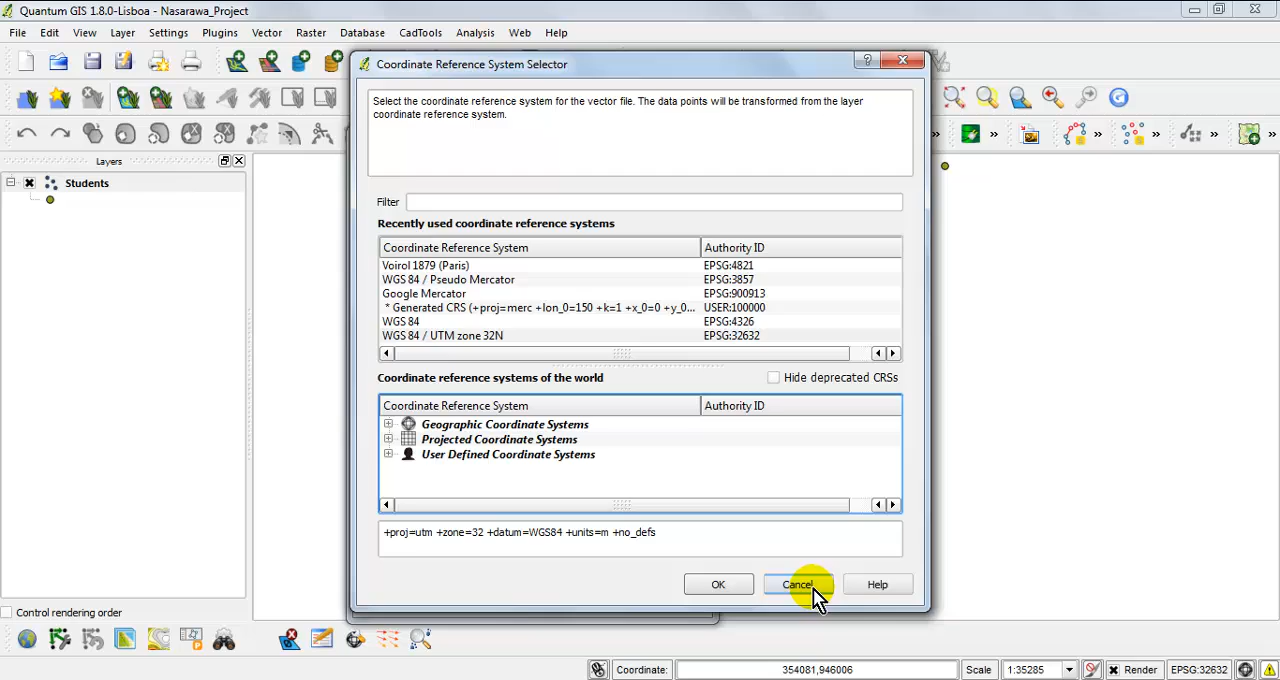 Quantum GIS 1.8.0-Lisboa - Nasarawa_Project
File Edit View Layer Settings Plugins Vector Raster Database CadTools Analysis Web Help
Coordinate Reference System Selector
Select the coordinate reference system for the vector file. The data points will be transformed from the layer
coordinate reference system.
Layers
Students
Filter
Recently used coordinate reference systems
Coordinate Reference System Authority ID
Voirol 1879 (Paris) EPSG:4821
WGS 84 / Pseudo Mercator EPSG:3857
Google Mercator EPSG:900913
* Generated CRS (+proj=merc +lon_0=150 +k=1 +x_0=0 +y_0... USER:100000
WGS 84 EPSG:4326
WGS 84 / UTM zone 32N EPSG:32632
Coordinate reference systems of the world Hide deprecated CRSs
Coordinate Reference System Authority ID
Geographic Coordinate Systems
Projected Coordinate Systems
User Defined Coordinate Systems
+proj=utm +zone=32 +datum=WGS84 +units=m +no_defs
OK Cancel Help
Control rendering order
Coordinate: 354081,946006 Scale 1:35285 Render EPSG:32632